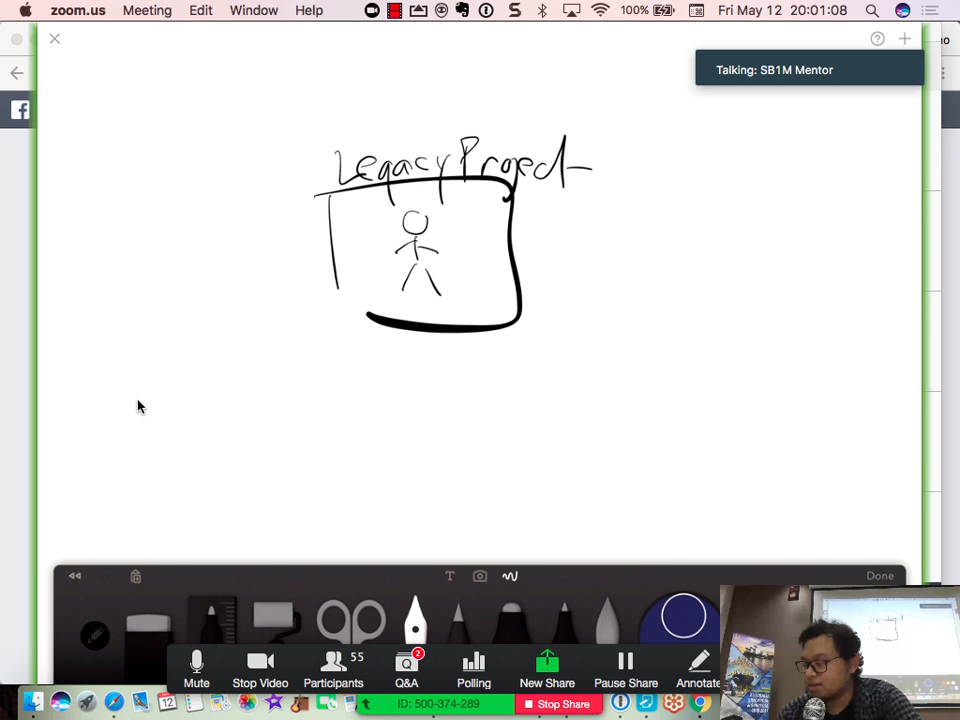 zoom.us Meeting Edit Window Help 100% Fri May 12 20:01:08
Talking: SB1M Mentor
Legacy Project
T Done
55 2
Mute Stop Video Participants Q&A Polling New Share Pause Share Annotate
12 ID: 500-374-289 Stop Share